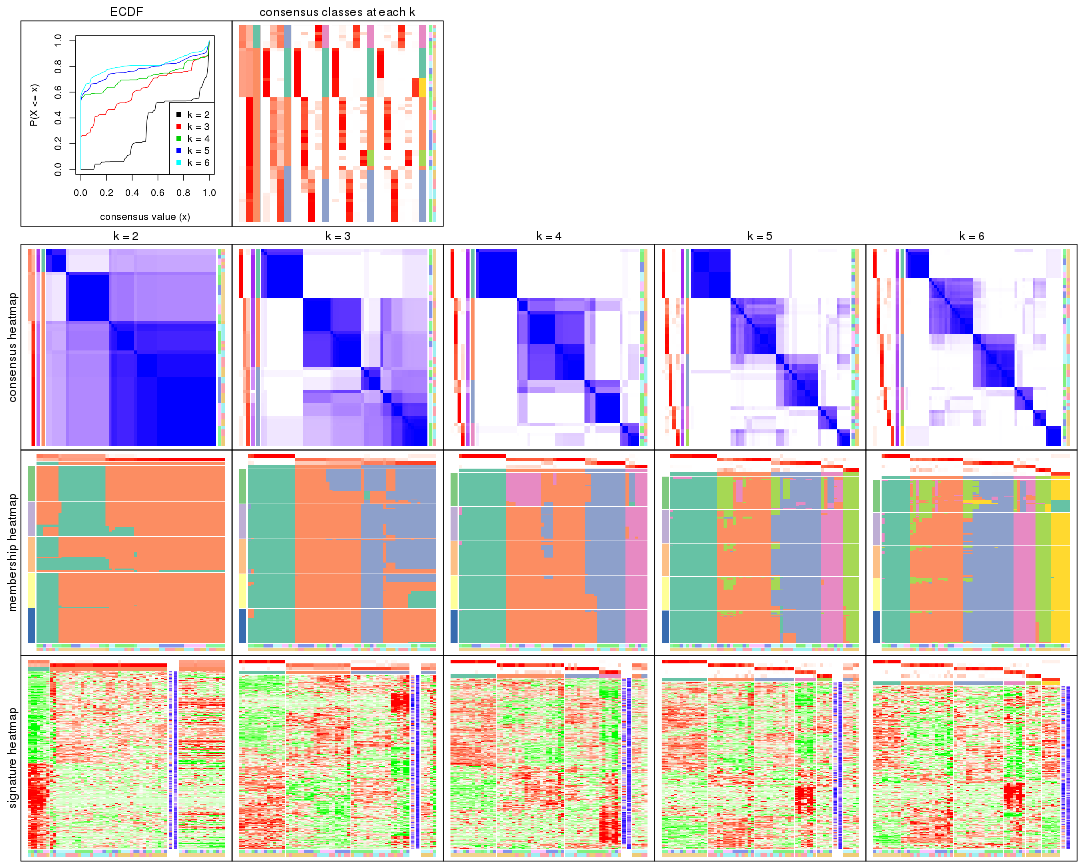 ECDF
consensus classes at each k
P(X <= x)
0.0 0.2 0.4 0.6 0.8 1.0
k = 2
k = 3
k = 4
k = 5
k = 6
0.0 0.2 0.4 0.6 0.8 1.0
consensus value (x)
k = 2 k = 3 k = 4 k = 5 k = 6
consensus heatmap
membership heatmap
signature heatmap